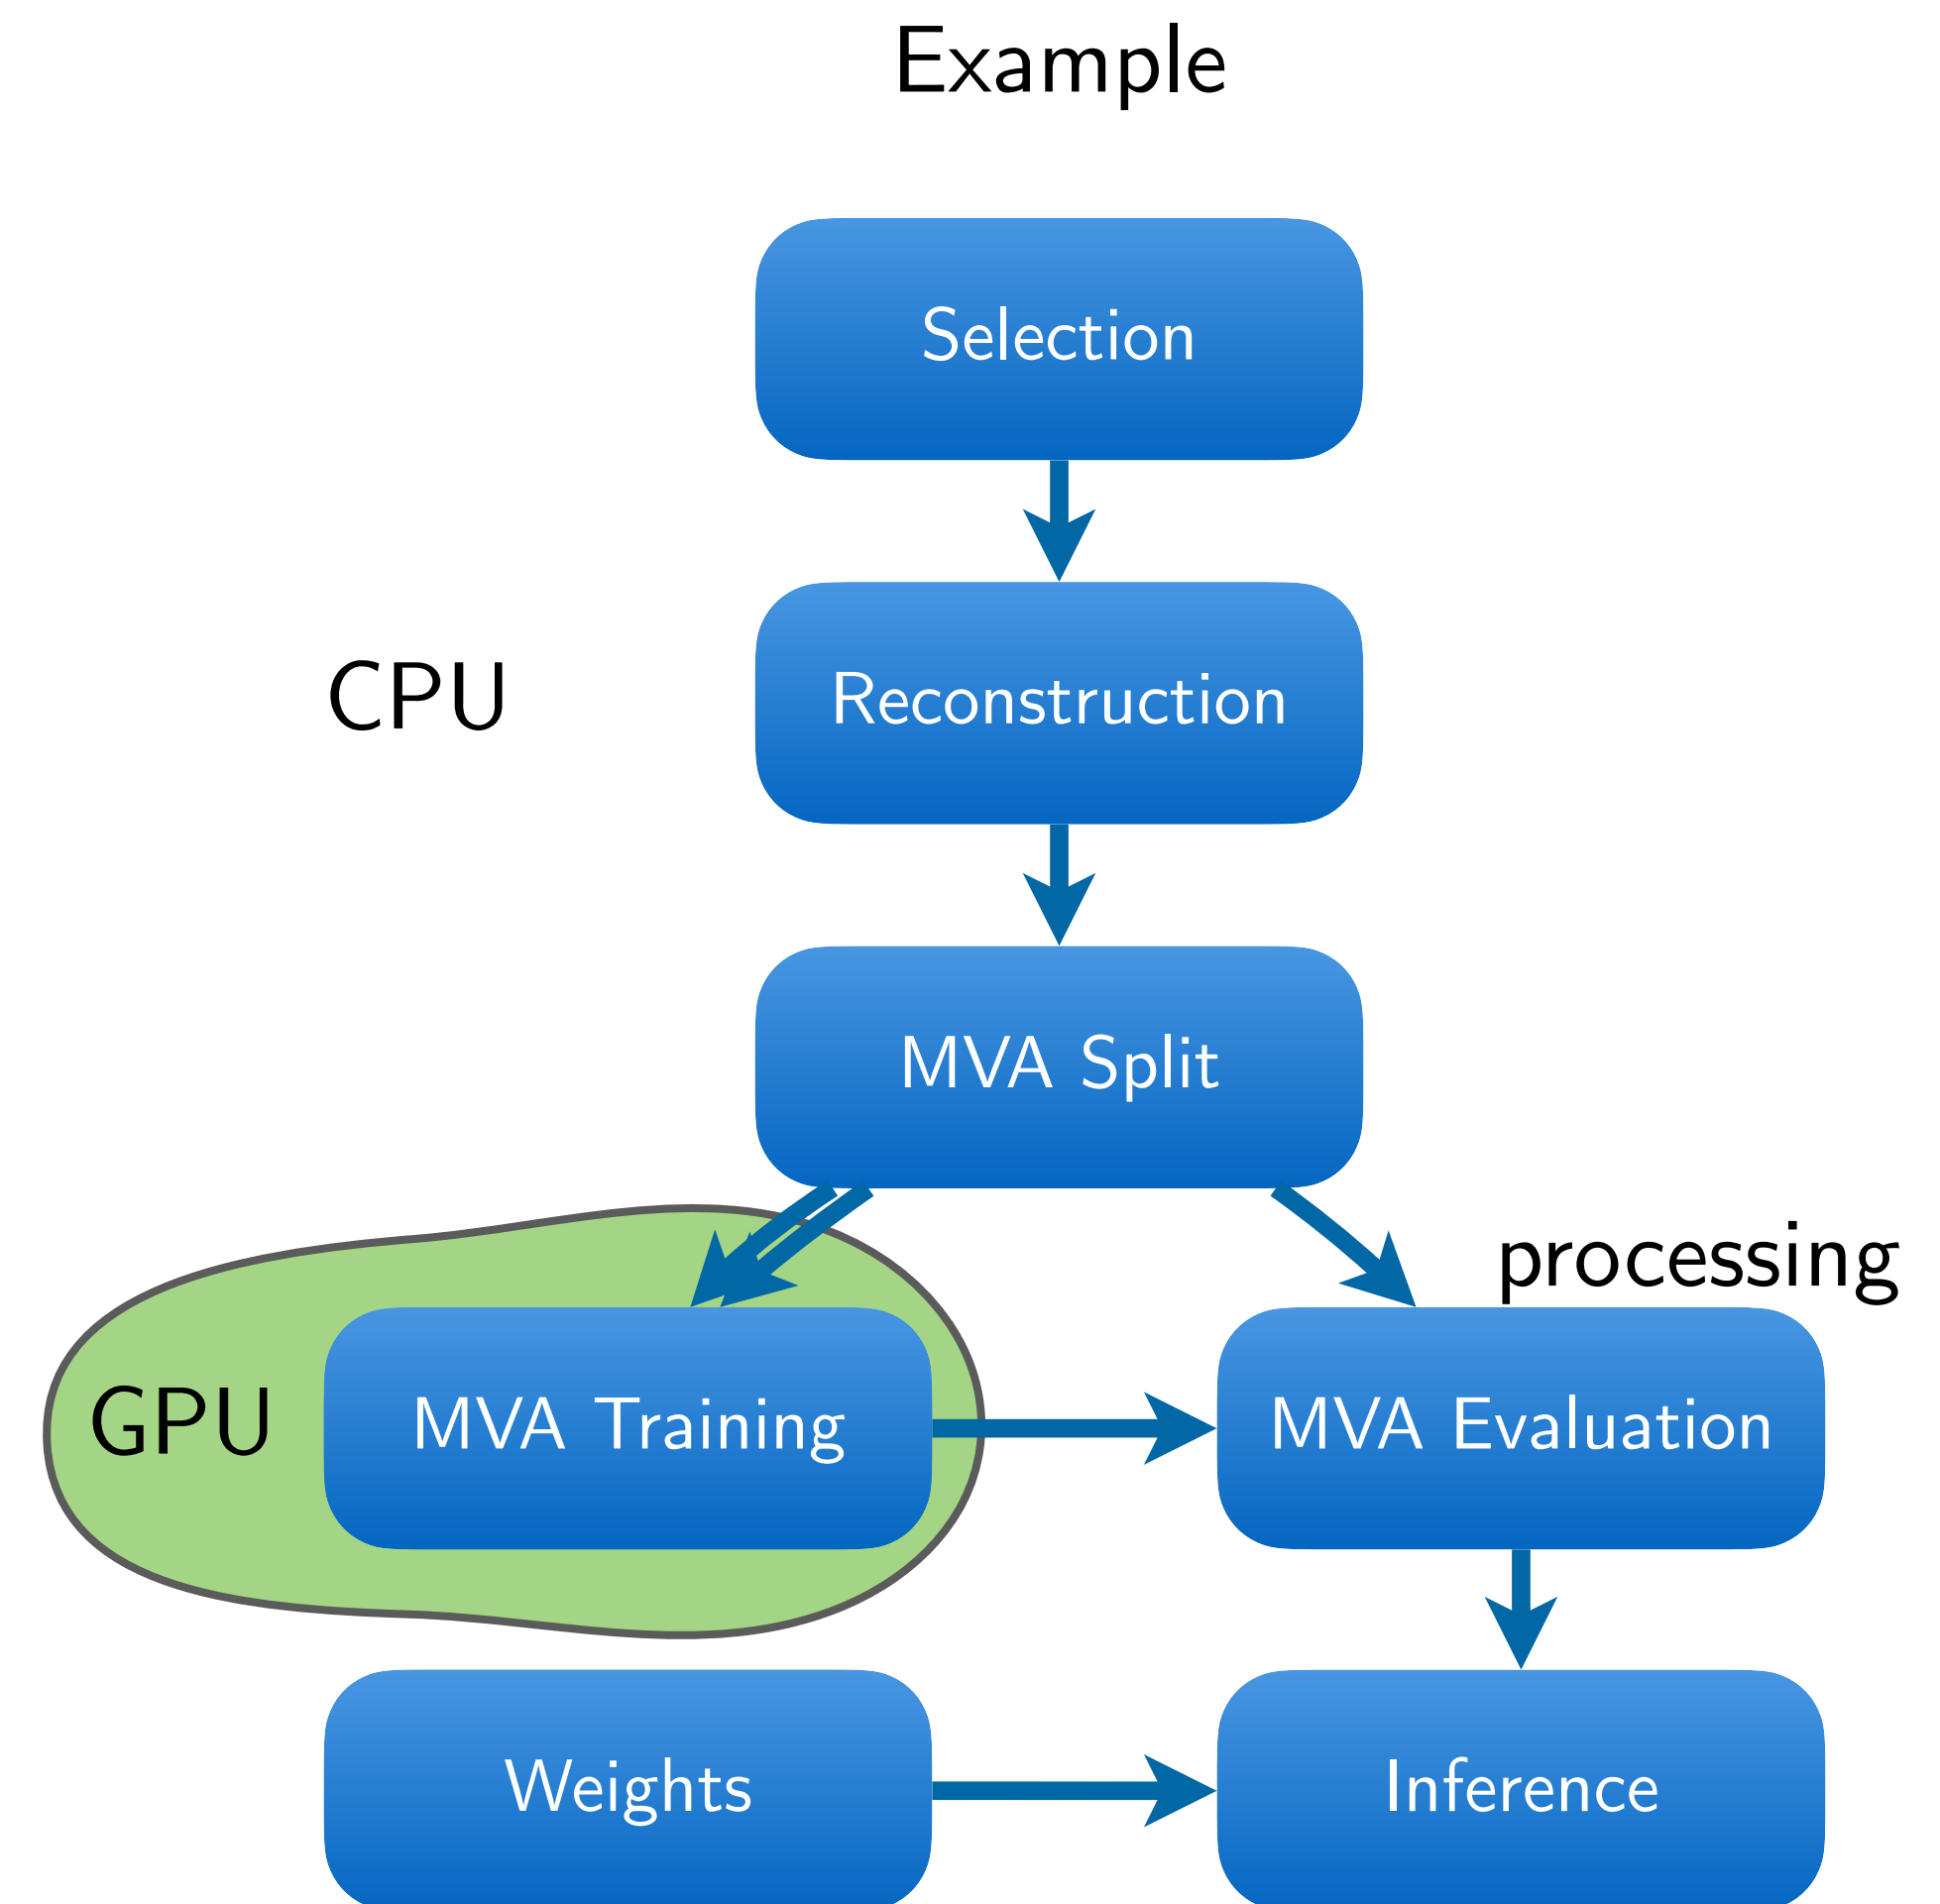 Example
Selection
CPU
Reconstruction
MVA Split
processing
GPU
MVA Training
MVA Evaluation
Weights
Inference